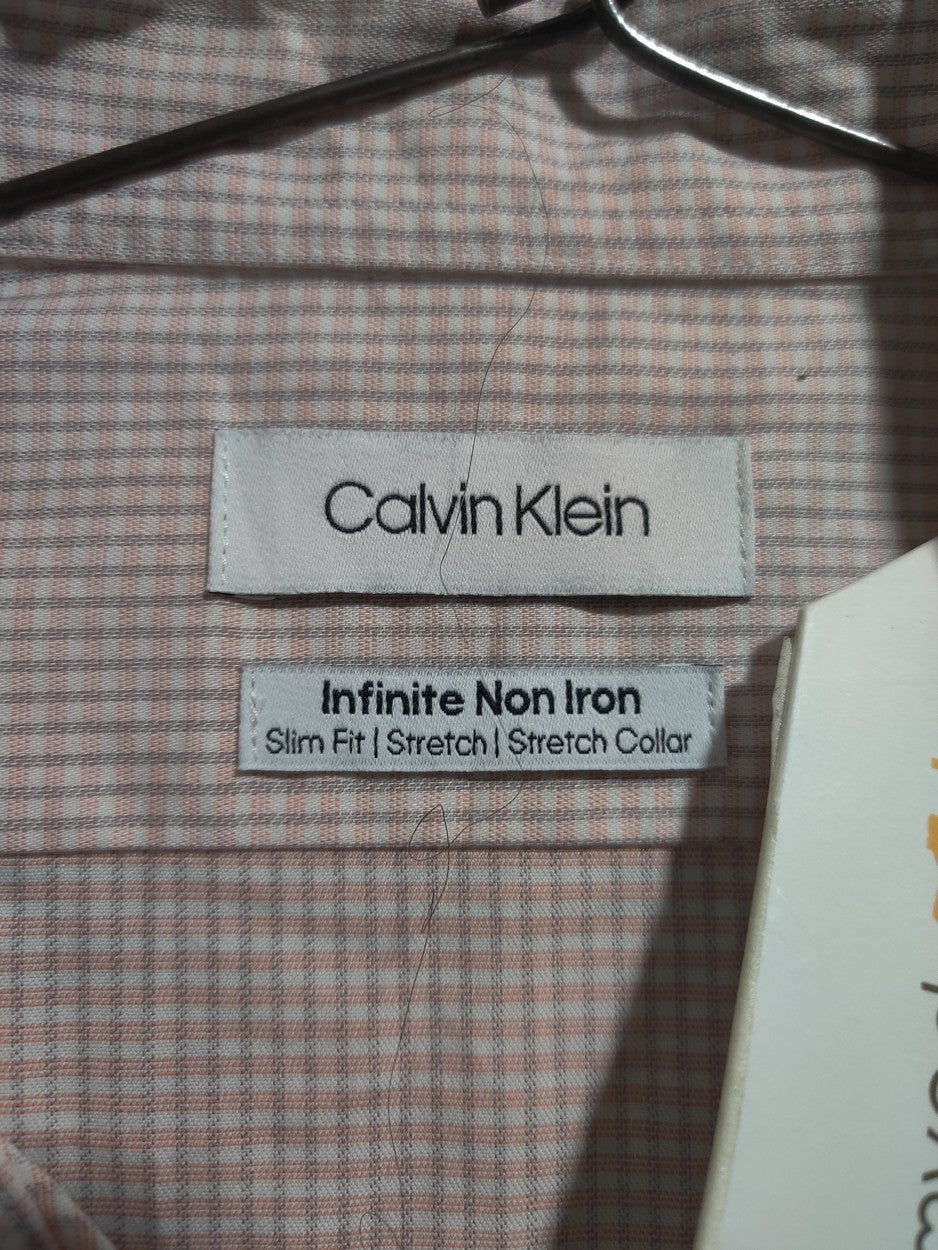 Calvin Klein
Infinite Non Iron
Slim Fit | Stretch | Stretch Collar